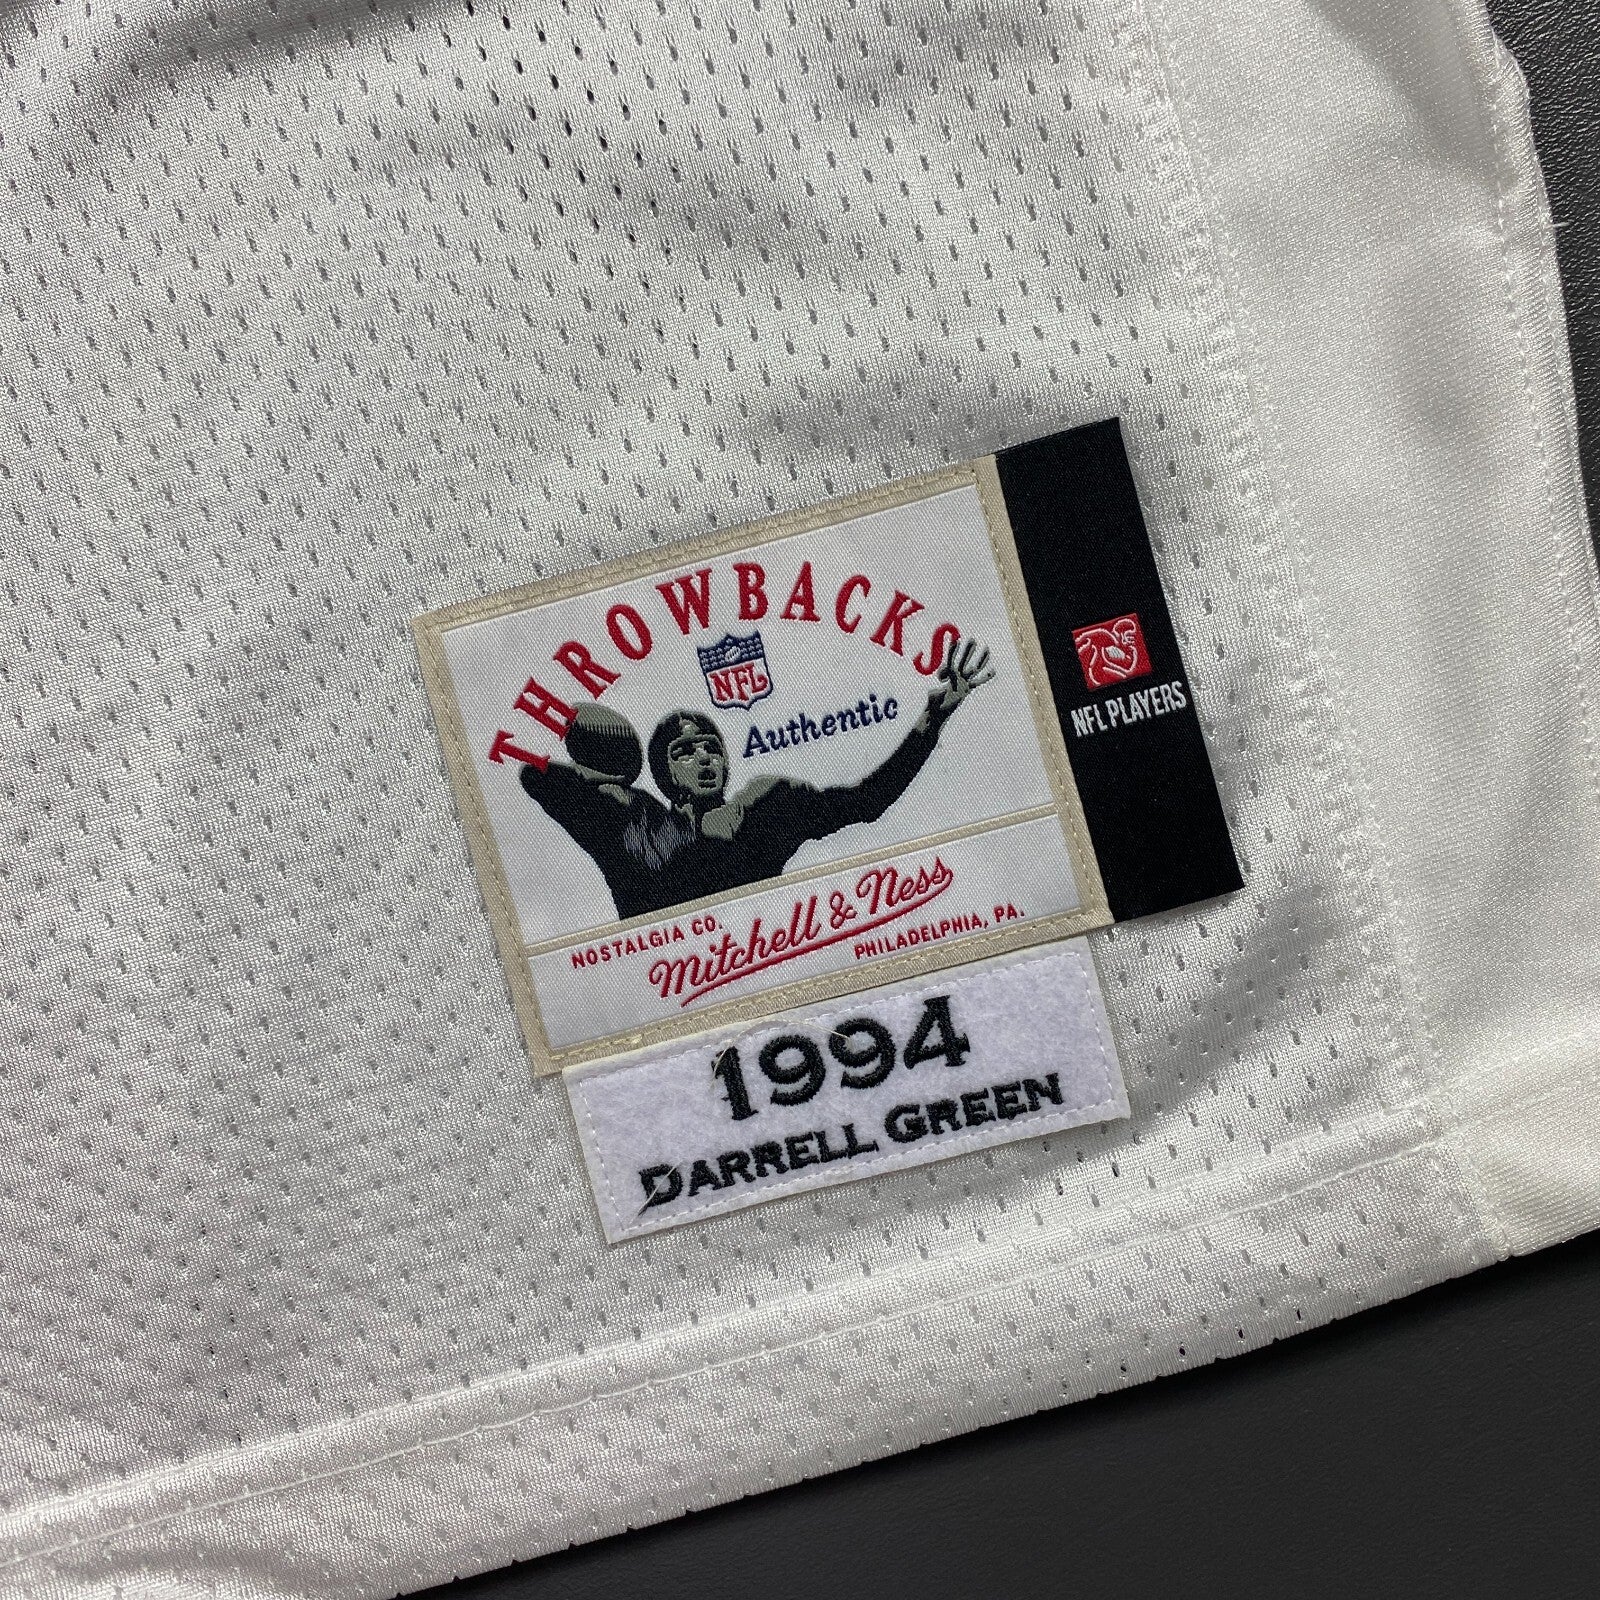 THROWBACKS
NFL
Authentic
NFL PLAYERS
NOSTALGIA CO.
Mitchell & Ness
PHILADELPHIA, PA.
1994
DARRELL GREEN